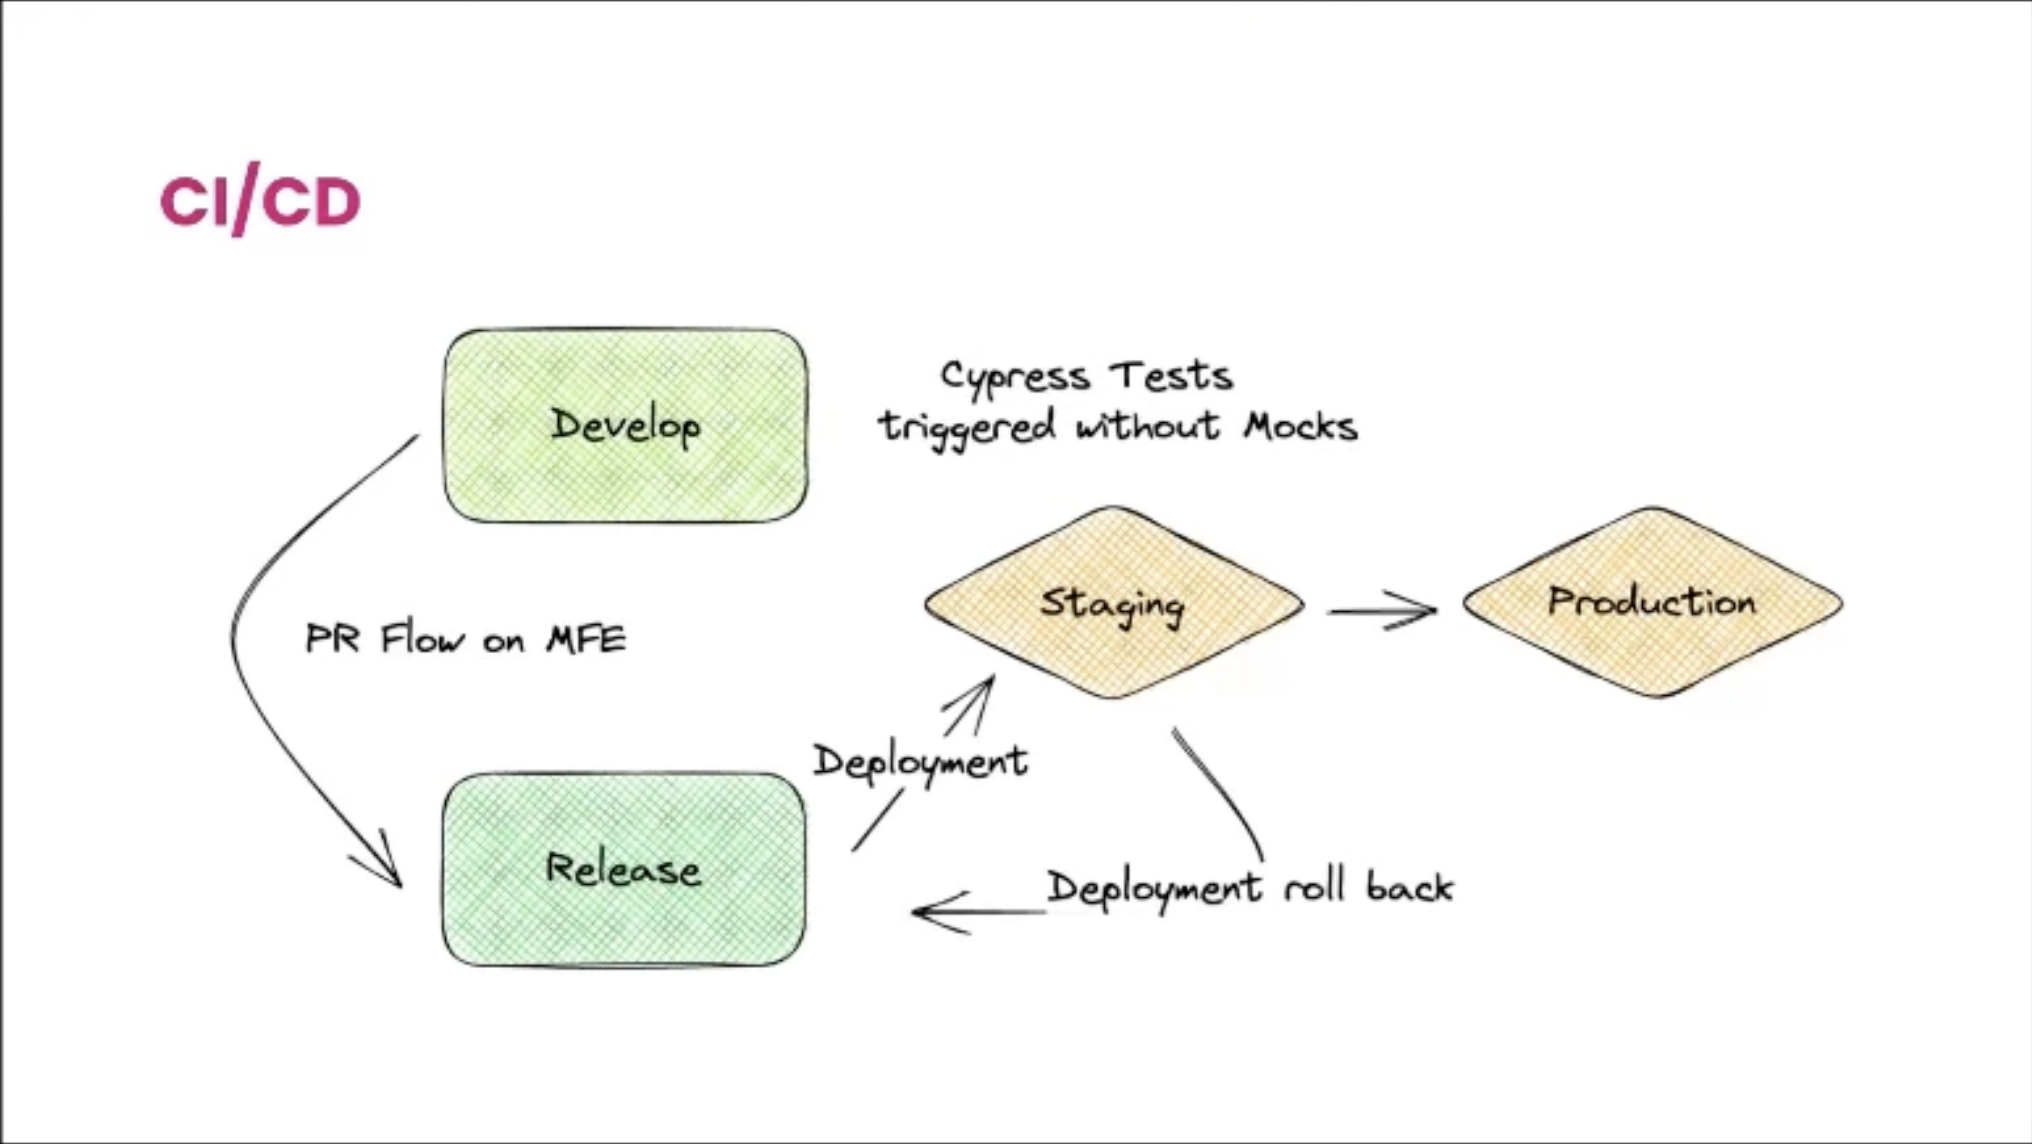 CI/CD
Develop
Cypress Tests
triggered without Mocks
Staging
Production
PR Flow on MFE
Deployment
Release
Deployment roll back